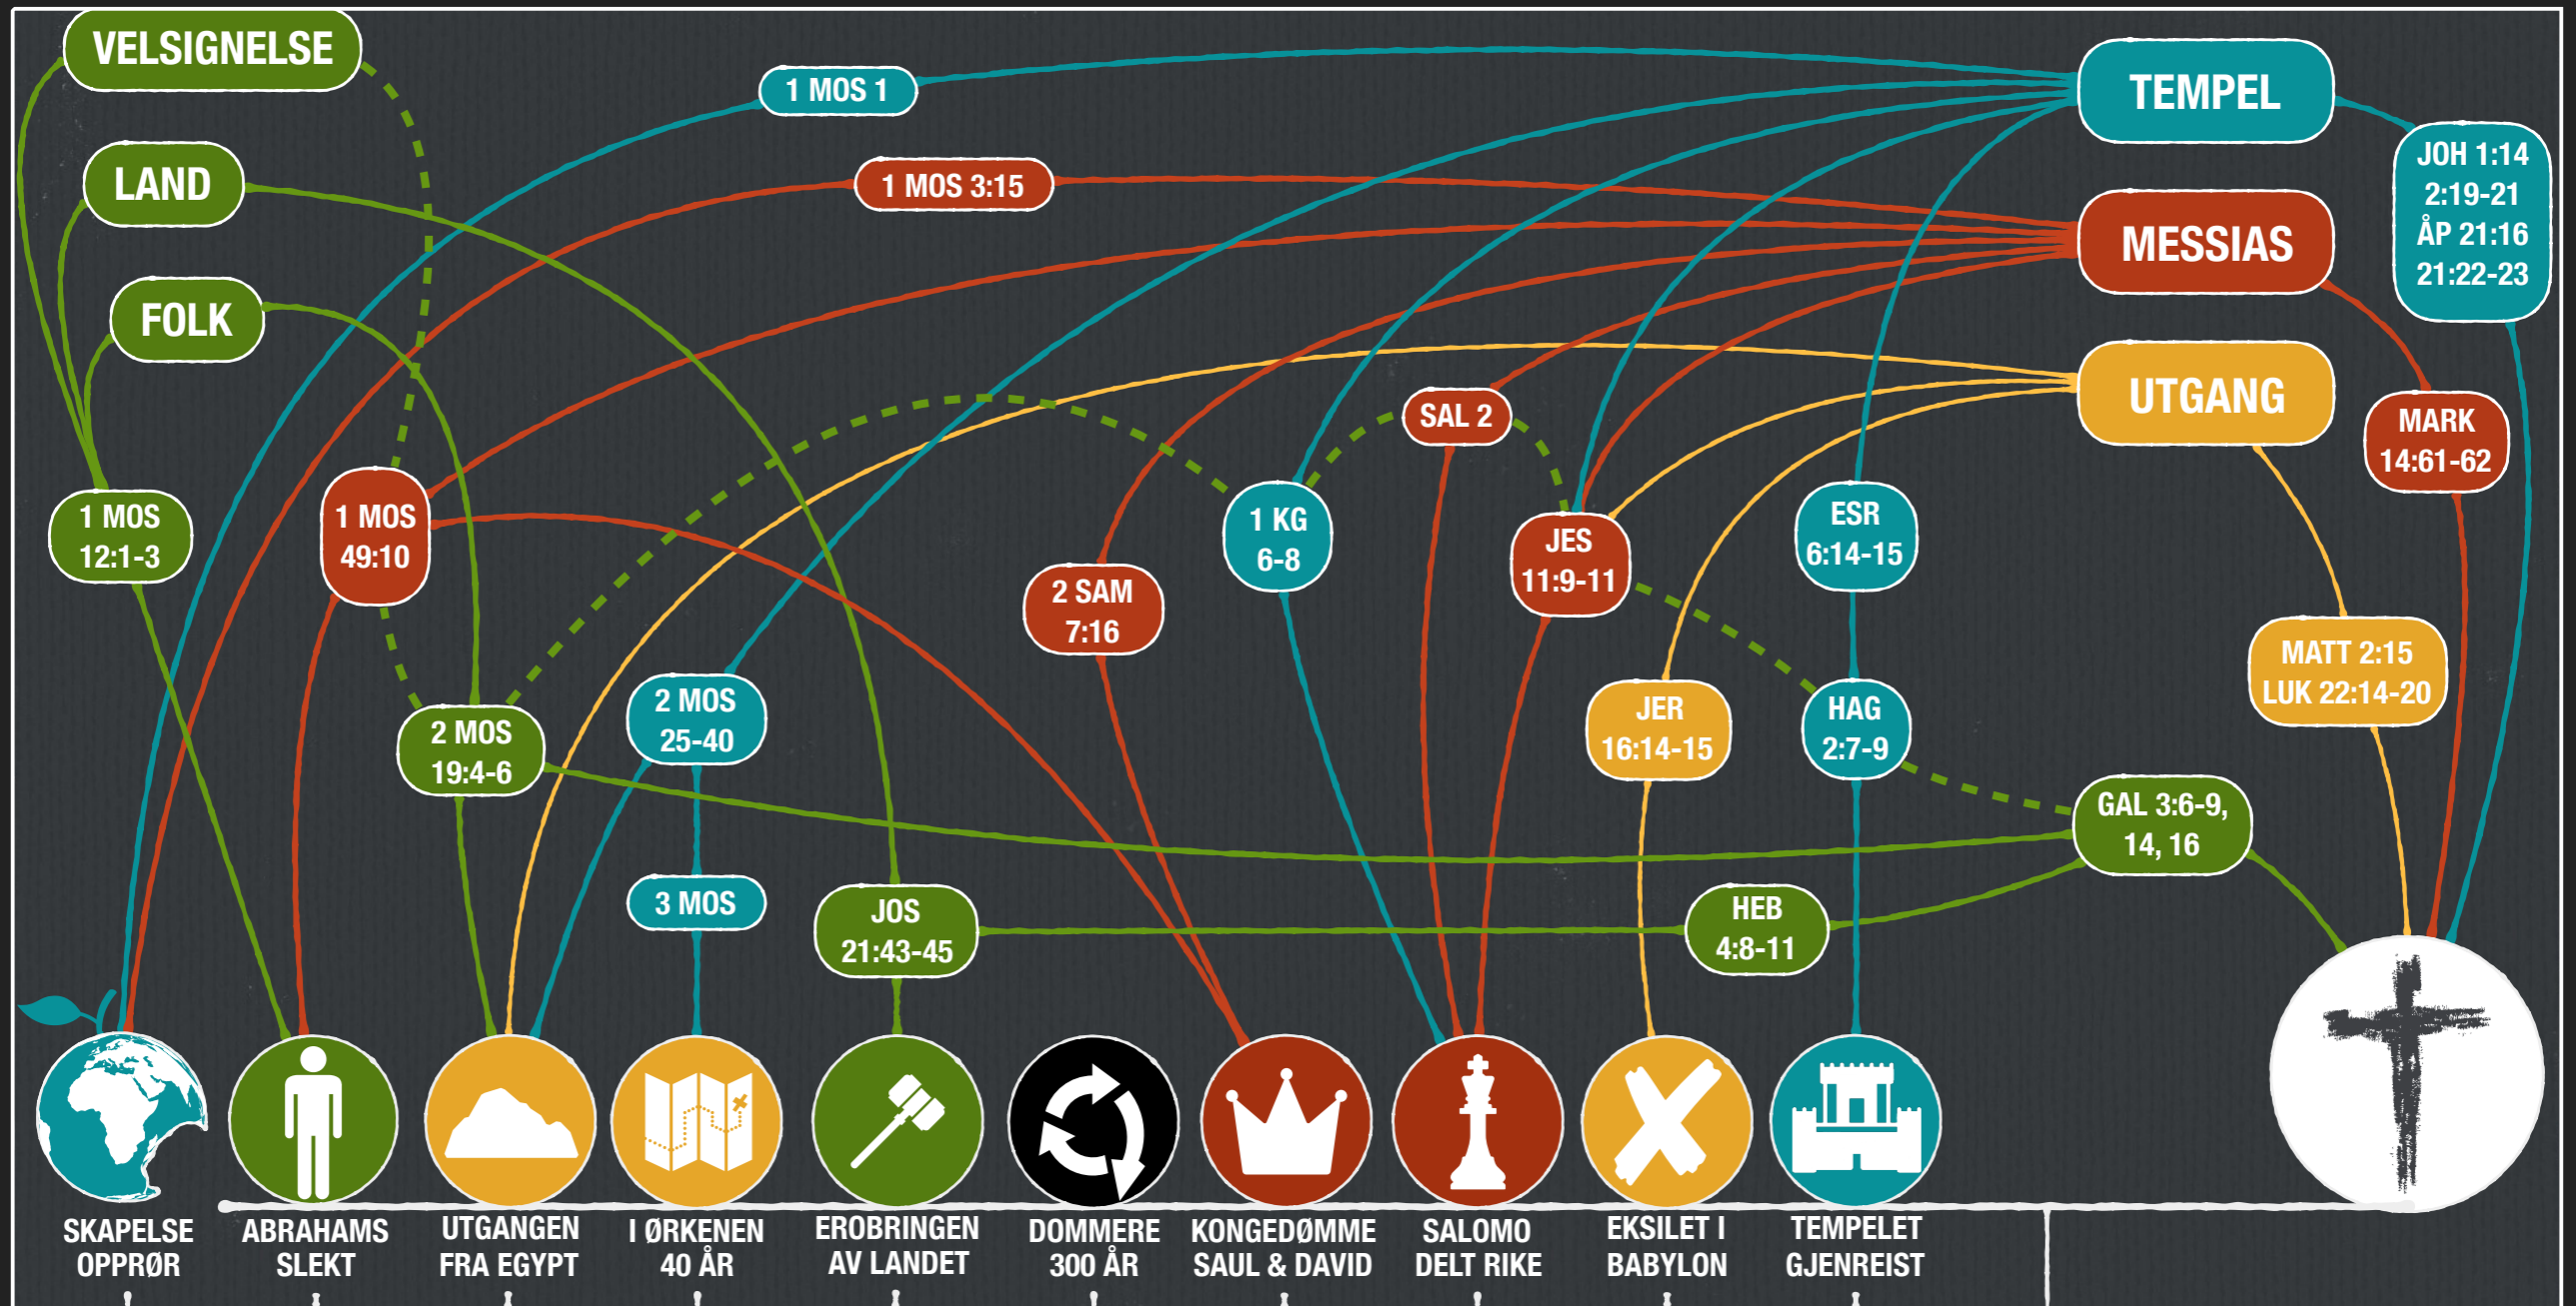 VELSIGNELSE
LAND
FOLK
1 MOS 1
1 MOS 3:15
TEMPEL
MESSIAS
UTGANG
JOH 1:14
2:19-21
ÅP 21:16
21:22-23
MARK
14:61-62
MATT 2:15
LUK 22:14-20
1 MOS
12:1-3
1 MOS
49:10
2 MOS
19:4-6
2 MOS
25-40
3 MOS
JOS
21:43-45
2 SAM
7:16
1 KG
6-8
SAL 2
JES
11:9-11
JER
16:14-15
ESR
6:14-15
HAG
2:7-9
HEB
4:8-11
GAL 3:6-9,
14, 16
SKAPELSE
OPPRØR
ABRAHAMS
SLEKT
UTGANGEN
FRA EGYPT
I ØRKENEN
40 ÅR
EROBRINGEN
AV LANDET
DOMMERE
300 ÅR
KONGEDØMME
SAUL & DAVID
SALOMO
DELT RIKE
EKSILET I
BABYLON
TEMPELET
GJENREIST